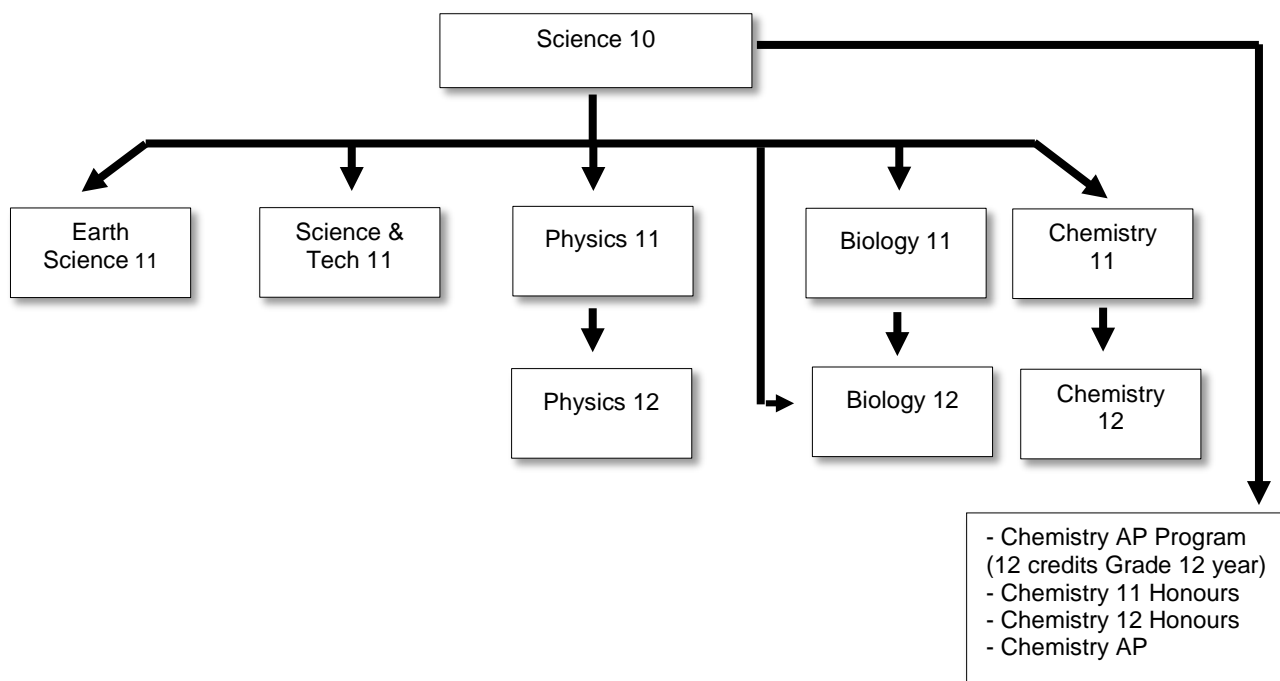 Science 10
Earth
Science 11
Science &
Tech 11
Physics 11
Biology 11
Chemistry
11
Physics 12
Biology 12
Chemistry
12
- Chemistry AP Program
(12 credits Grade 12 year)
- Chemistry 11 Honours
- Chemistry 12 Honours
- Chemistry AP